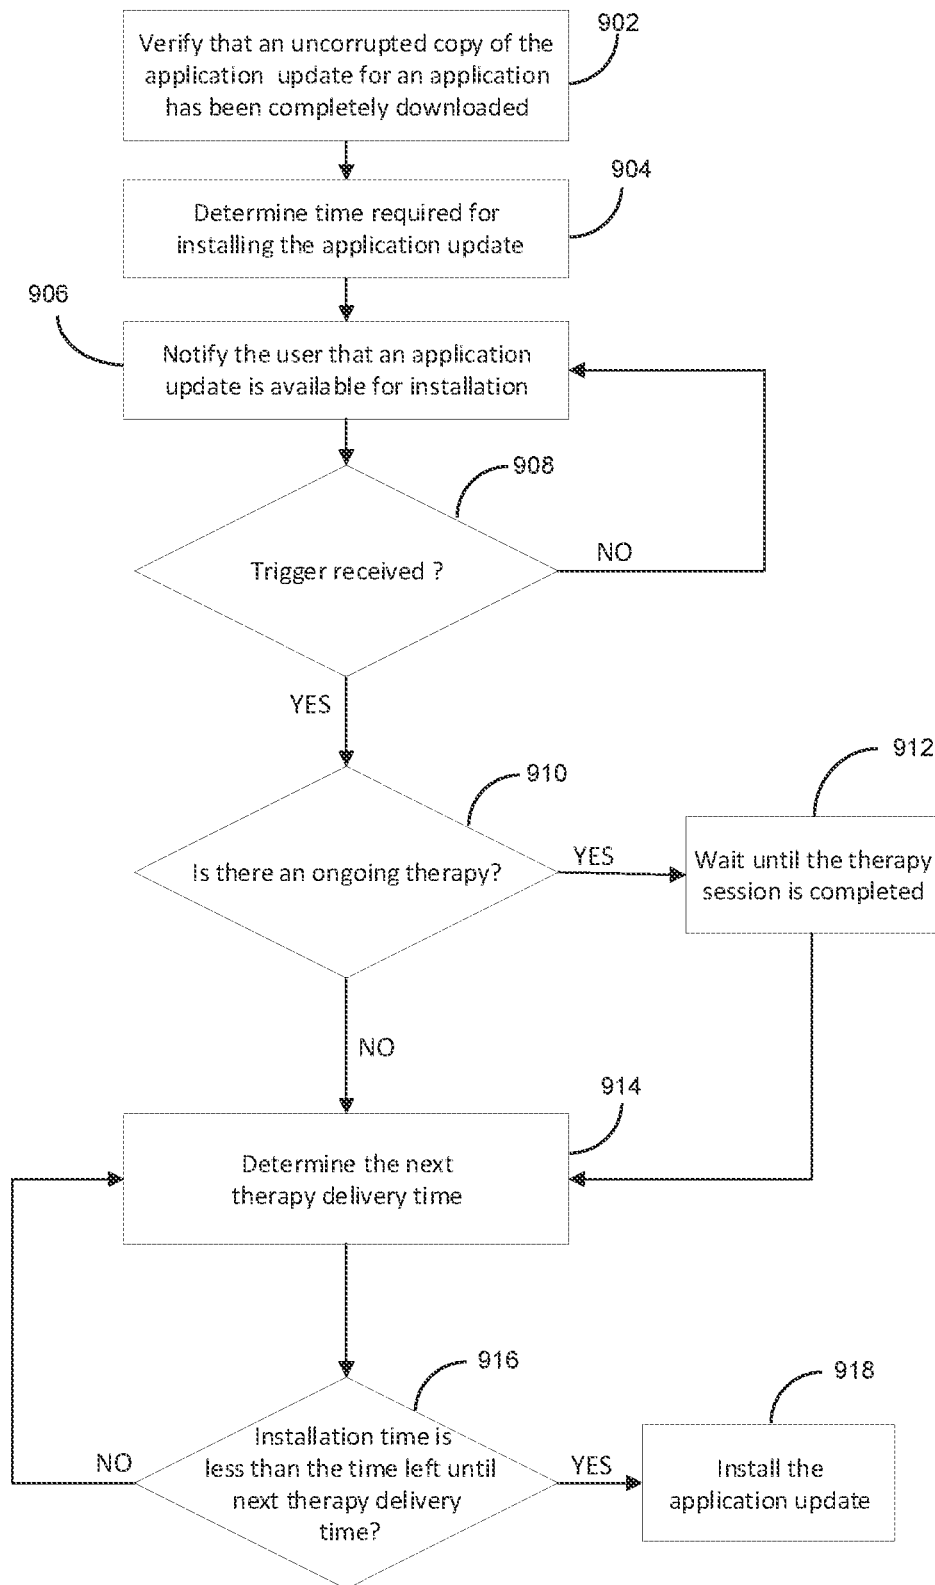 902
Verify that an uncorrupted copy of the
application update for an application
has been completely downloaded
904
Determine time required for
installing the application update
906
Notify the user that an application
update is available for installation
908
Trigger received ?
NO
YES
910
Is there an ongoing therapy?
YES
912
Wait until the therapy
session is completed
NO
914
Determine the next
therapy delivery time
916
Installation time is
less than the time left until
next therapy delivery
time?
NO
YES
918
Install the
application update